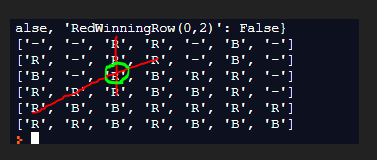 alse, 'RedWinningRow(0,2)': False}
['-', '-', 'R', 'R', '-', 'B', '-']
['R', '-', 'R', 'R', '-', 'B', '-']
['B', '-', 'R', 'B', 'R', 'R', '-']
['R', 'R', 'R', 'B', 'B', 'B', '-']
['R', 'B', 'B', 'R', 'R', 'R', 'R']
['R', 'R', 'B', 'R', 'B', 'B', 'B']
>